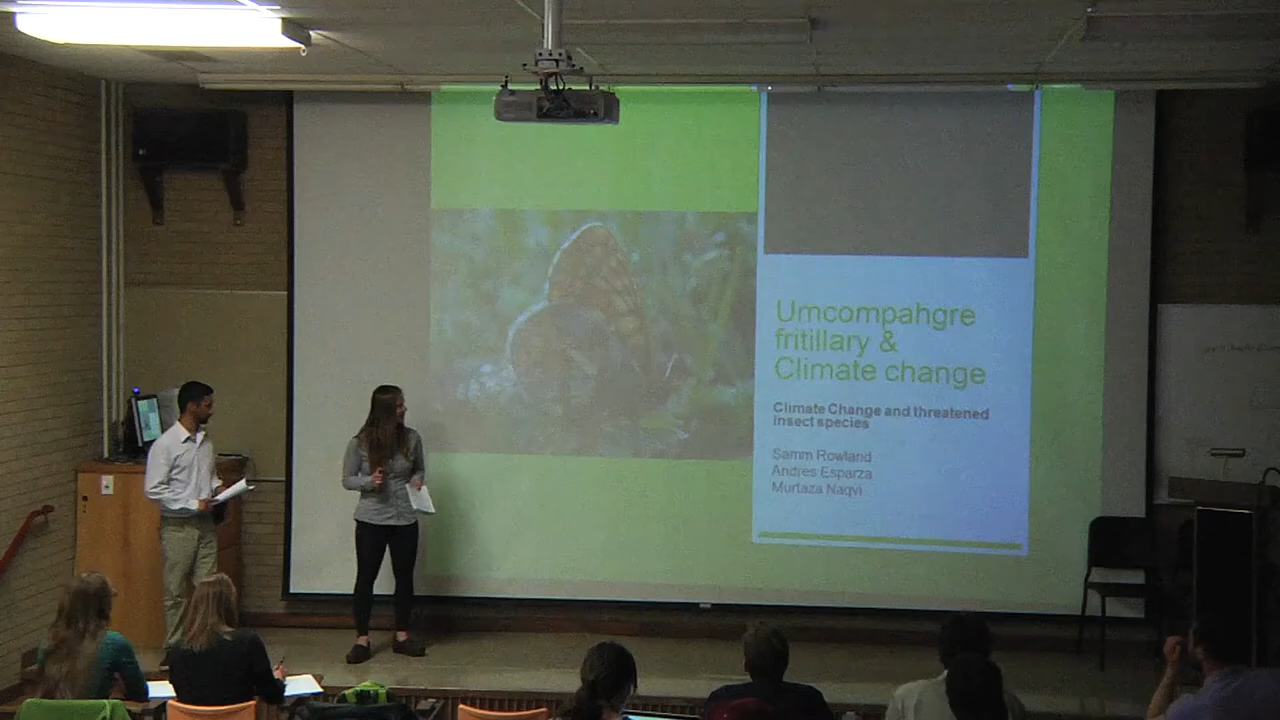 Umcompahgre
fritillary &
Climate change
Climate Change and threatened
insect species
Samm Rowland
Andres Esparza
Murtaza Naqvi